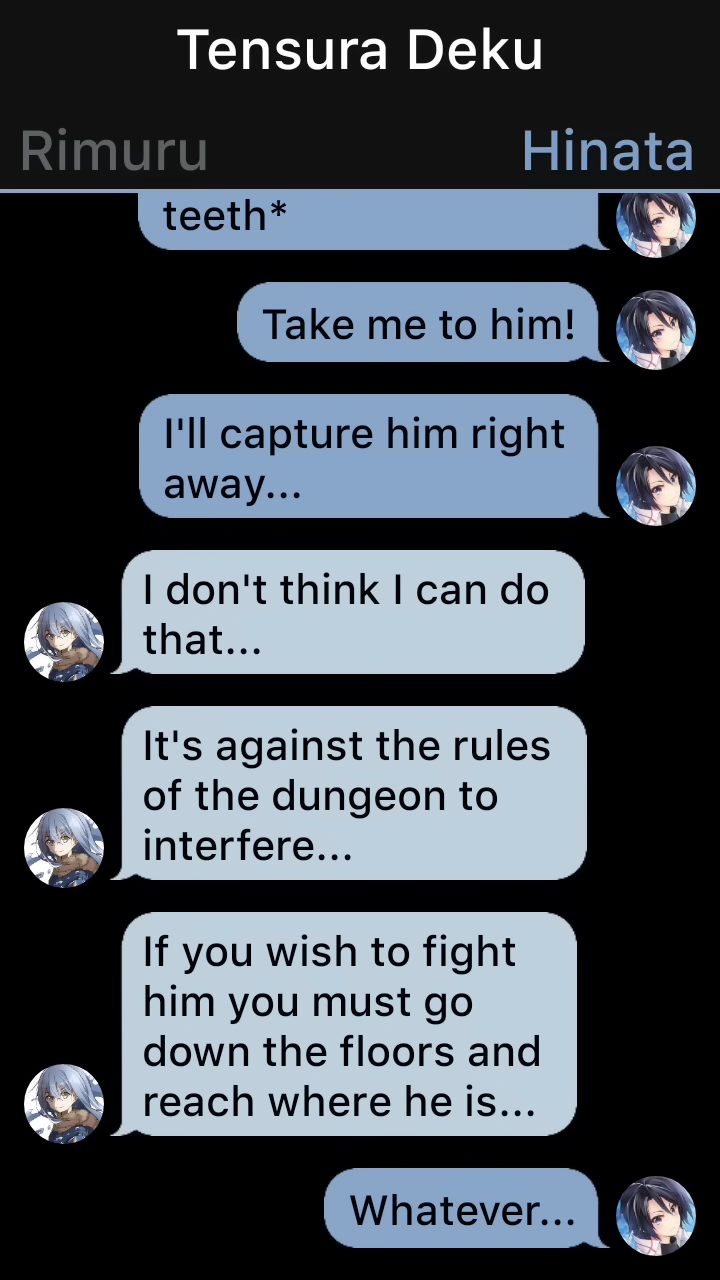 Tensura Deku
Rimuru
Hinata
teeth*
Take me to him!
I'll capture him right
away...
I don't think I can do
that...
It's against the rules
of the dungeon to
interfere...
If you wish to fight
him you must go
down the floors and
reach where he is...
Whatever...